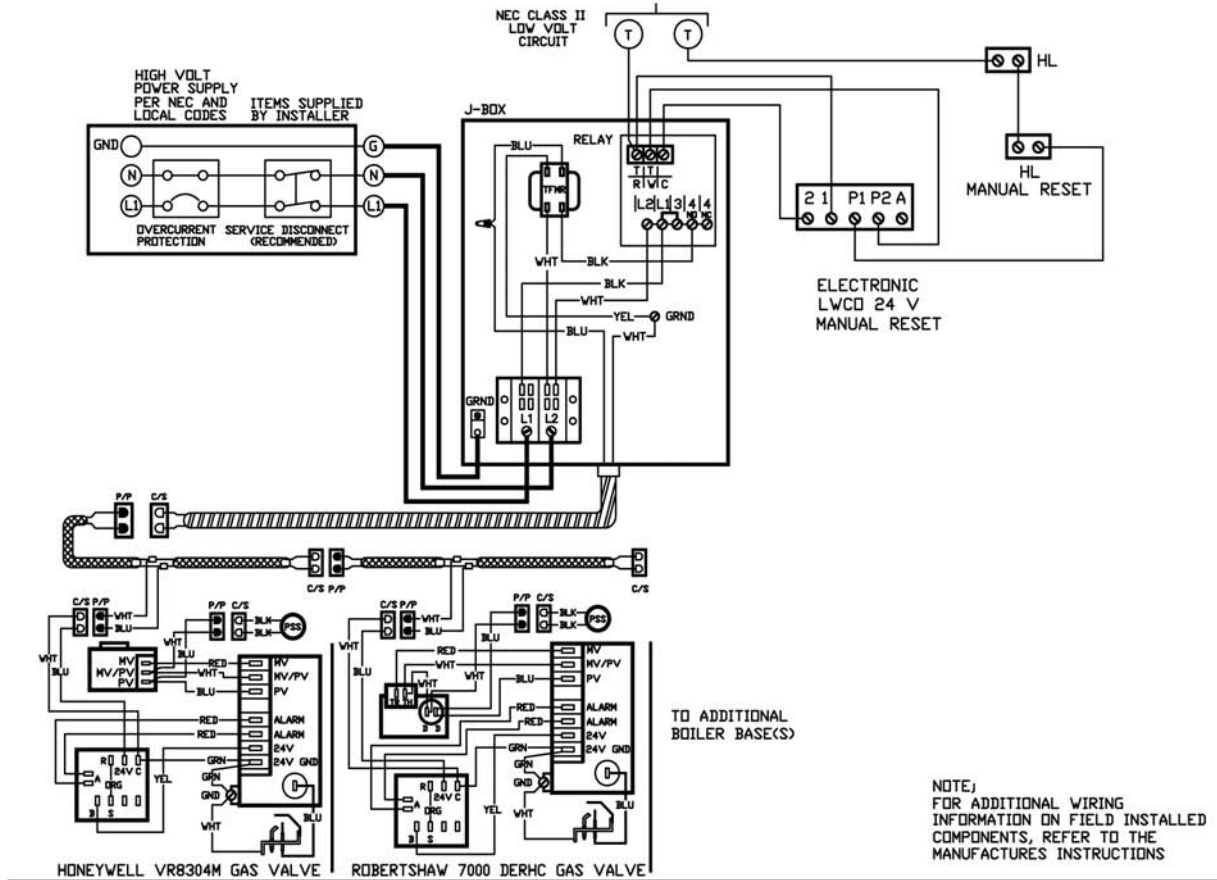 NEC CLASS II
LOW VOLT
CIRCUIT
T T
HL
HIGH VOLT
POWER SUPPLY
PER NEC AND
LOCAL CODES
ITEMS SUPPLIED
BY INSTALLER
GND G
N N
L1 L1
OVERCURRENT
PROTECTION
SERVICE DISCONNECT
(RECOMMENDED)
J-BOX
BLU
RELAY
TFMR
T T
R W C
L2 L1 3 4 4
NO NC
WHT
BLK
BLK
WHT
YEL
GRND
BLU
WHT
GRND
L1 L2
HL
MANUAL RESET
2 1 P1 P2 A
ELECTRONIC
LWCO 24 V
MANUAL RESET
P/P C/S
C/S P/P
C/S
C/S P/P
WHT
BLU
P/P C/S
BLK
BLK
PSS
WHT
BLU
WHT
BLU
MV
MV/PV
PV
RED
WHT
BLU
MV
MV/PV
PV
RED
RED
ALARM
ALARM
24V
24V GND
GRN
GRN
GND
YEL
R
24V C
A
ORG
B S
WHT
BLU
HONEYWELL VR8304M GAS VALVE
C/S P/P
WHT
BLU
P/P C/S
BLK
BLK
PSS
BLU
WHT
BLU
RED
WHT
WHT
WHT
BLU
TR TH
B B
MV
MV/PV
PV
RED
RED
ALARM
ALARM
24V
24V GND
GRN
GRN
GND
YEL
R
24V C
A
ORG
B S
WHT
BLU
ROBERTSHAW 7000 DERHC GAS VALVE
TO ADDITIONAL
BOILER BASE(S)
NOTE;
FOR ADDITIONAL WIRING
INFORMATION ON FIELD INSTALLED
COMPONENTS, REFER TO THE
MANUFACTURES INSTRUCTIONS